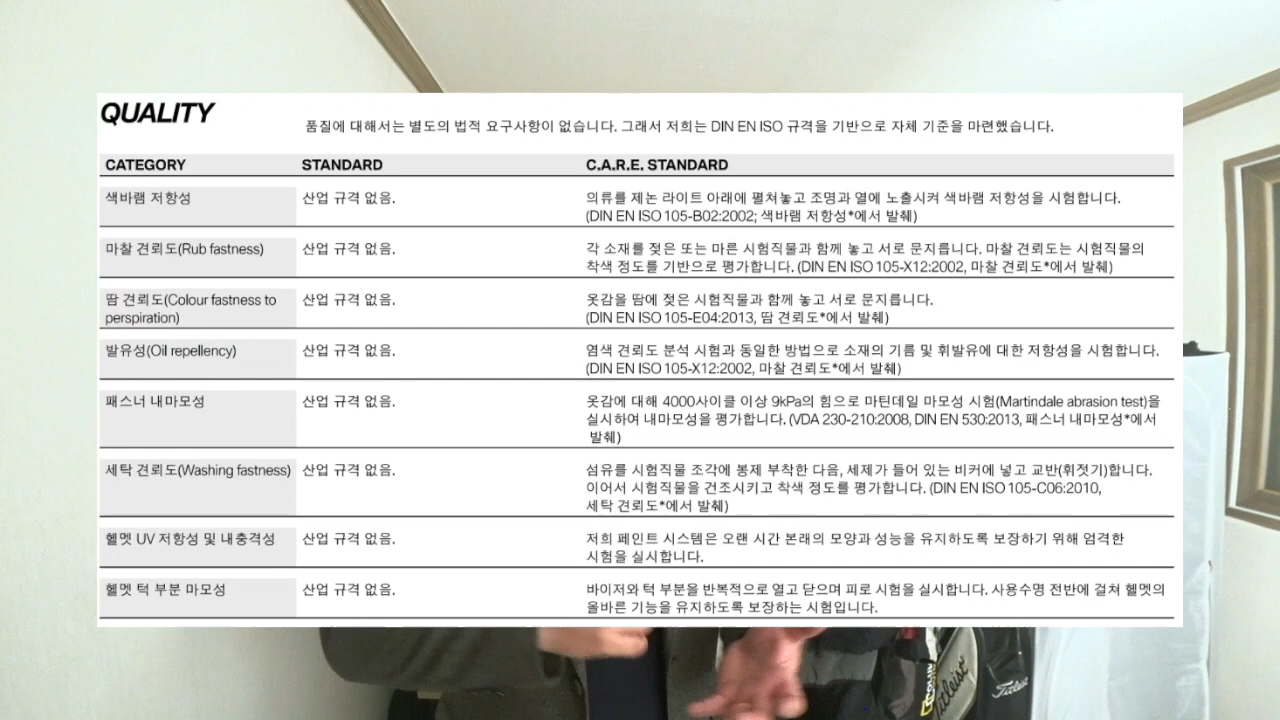 QUALITY
품질에 대해서는 별도의 법적 요구사항이 없습니다. 그래서 저희는 DIN EN ISO 규격을 기반으로 자체 기준을 마련했습니다.
CATEGORY STANDARD C.A.R.E. STANDARD
색바램 저항성 산업 규격 없음. 의류를 제논 라이트 아래에 펼쳐놓고 조명과 열에 노출시켜 색바램 저항성을 시험합니다.
(DIN EN ISO 105-B02:2002; 색바램 저항성*에서 발췌)
마찰 견뢰도(Rub fastness) 산업 규격 없음. 각 소재를 젖은 또는 마른 시험직물과 함께 놓고 서로 문지릅니다. 마찰 견뢰도는 시험직물의
착색 정도를 기반으로 평가합니다. (DIN EN ISO 105-X12:2002, 마찰 견뢰도*에서 발췌)
땀 견뢰도(Colour fastness to 산업 규격 없음. 옷감을 땀에 젖은 시험직물과 함께 놓고 서로 문지릅니다.
perspiration) (DIN EN ISO 105-E04:2013, 땀 견뢰도*에서 발췌)
발유성(Oil repellency) 산업 규격 없음. 염색 견뢰도 분석 시험과 동일한 방법으로 소재의 기름 및 휘발유에 대한 저항성을 시험합니다.
(DIN EN ISO 105-X12:2002, 마찰 견뢰도*에서 발췌)
패스너 내마모성 산업 규격 없음. 옷감에 대해 4000사이클 이상 9kPa의 힘으로 마틴데일 마모성 시험(Martindale abrasion test)을
실시하여 내마모성을 평가합니다. (VDA 230-210:2008, DIN EN 530:2013, 패스너 내마모성*에서
발췌)
세탁 견뢰도(Washing fastness) 산업 규격 없음. 섬유를 시험직물 조각에 봉제 부착한 다음, 세제가 들어 있는 비커에 넣고 교반(휘젓기)합니다.
이어서 시험직물을 건조시키고 착색 정도를 평가합니다. (DIN EN ISO 105-C06:2010,
세탁 견뢰도*에서 발췌)
헬멧 UV 저항성 및 내충격성 산업 규격 없음. 저희 페인트 시스템은 오랜 시간 본래의 모양과 성능을 유지하도록 보장하기 위해 엄격한
시험을 실시합니다.
헬멧 턱 부분 마모성 산업 규격 없음. 바이저와 턱 부분을 반복적으로 열고 닫으며 피로 시험을 실시합니다. 사용수명 전반에 걸쳐 헬멧의
올바른 기능을 유지하도록 보장하는 시험입니다.
Titleist